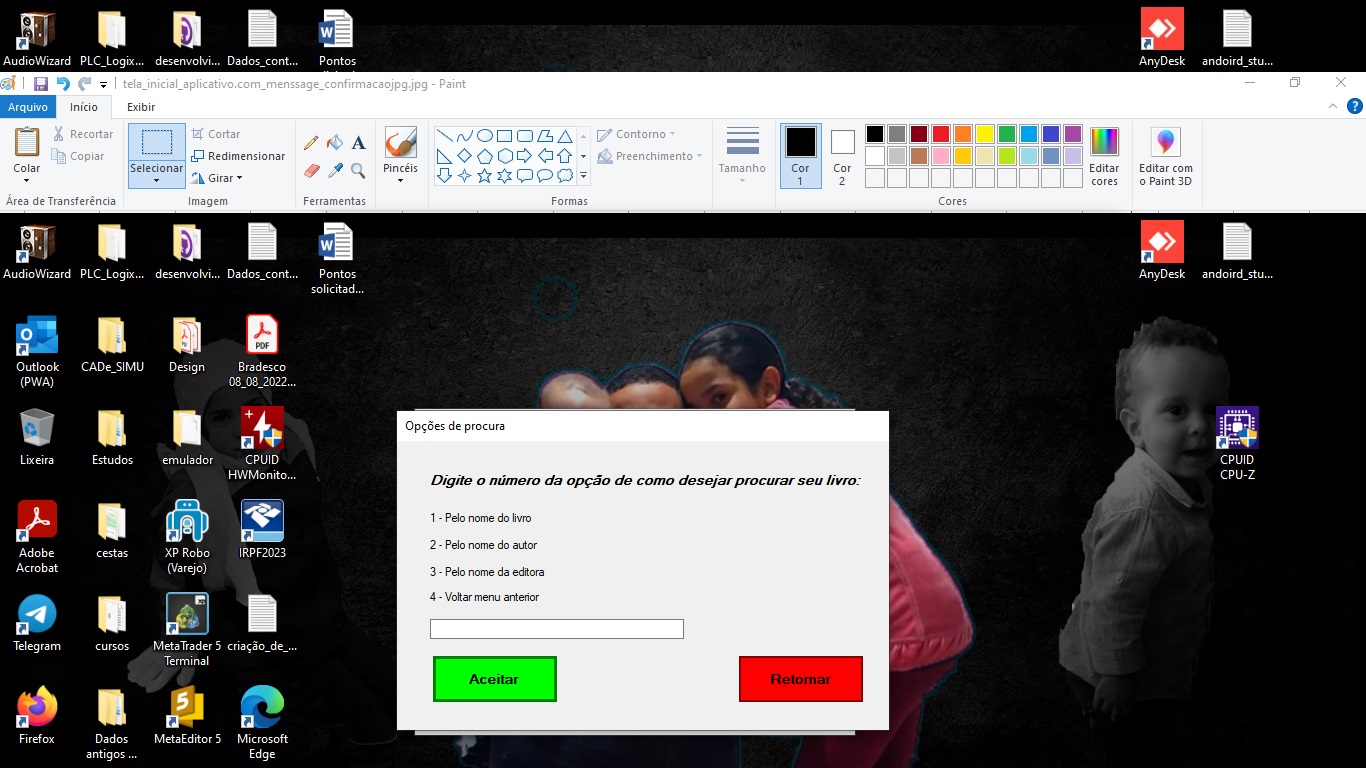 AudioWizard
PLC_Logix...
desenvolvi...
Dados_cont...
Pontos
AnyDesk
andoird_stu...
tela_inicial_aplicativo.com_menssage_confirmacaojpg.jpg - Paint
Arquivo
Início
Exibir
Colar
Recortar
Copiar
Área de Transferência
Selecionar
Cortar
Redimensionar
Girar
Imagem
A
Ferramentas
Pincéis
Contorno
Preenchimento
Formas
Tamanho
Cor
1
Cor
2
Editar
cores
Cores
Editar com
o Paint 3D
AudioWizard
PLC_Logix...
desenvolvi...
Dados_cont...
Pontos
solicitad...
AnyDesk
andoird_stu...
Outlook
(PWA)
CADe_SIMU
Design
PDF
Bradesco
08_08_2022...
Lixeira
Estudos
emulador
CPUID
HWMonito...
CPUID
CPU-Z
Adobe
Acrobat
cestas
XP Robo
(Varejo)
IRPF2023
Telegram
cursos
MetaTrader 5
Terminal
criação_de_...
Firefox
Dados
antigos ...
MetaEditor 5
Microsoft
Edge
Opções de procura
Digite o número da opção de como desejar procurar seu livro:
1 - Pelo nome do livro
2 - Pelo nome do autor
3 - Pelo nome da editora
4 - Voltar menu anterior
Aceitar
Retornar